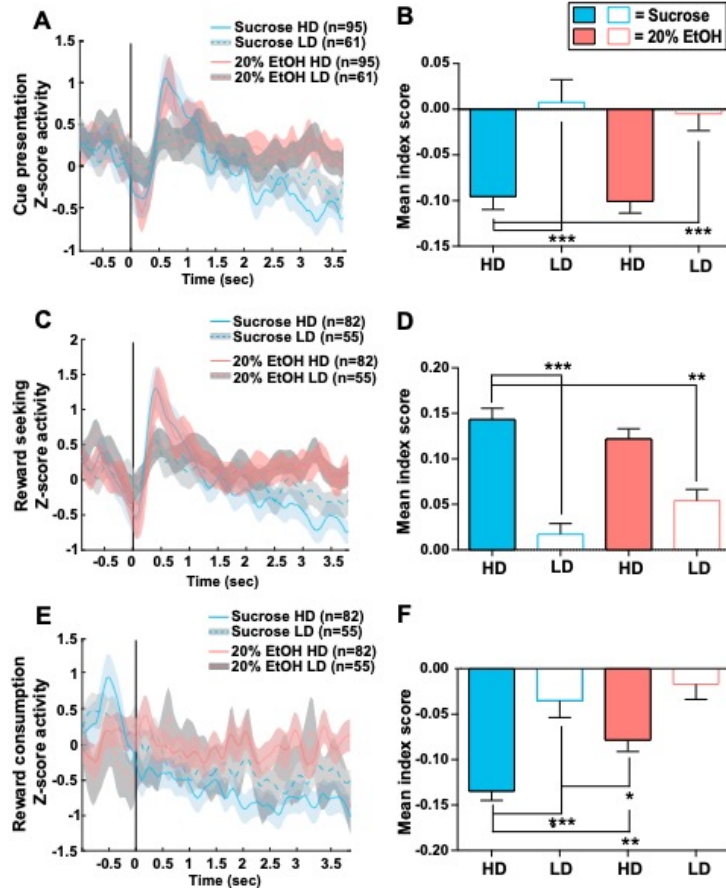 A
Cue presentation
Z-score activity
1.5
1
0.5
0
-0.5
-1
-0.5 0 0.5 1 1.5 2 2.5 3 3.5
Time (sec)
Sucrose HD (n=95)
Sucrose LD (n=61)
20% EtOH HD (n=95)
20% EtOH LD (n=61)
B
= Sucrose
= 20% EtOH
Mean index score
0.05
0.00
0.05
-0.10
-0.15
***
***
HD LD HD LD
C
Reward seeking
Z-score activity
2
1.5
1
0.5
0
-0.5
-1
-0.5 0 0.5 1 1.5 2 2.5 3 3.5
Time (sec)
Sucrose HD (n=82)
Sucrose LD (n=55)
20% EtOH HD (n=82)
20% EtOH LD (n=55)
D
Mean index score
0.20
0.15
0.10
0.05
0.00
***
**
HD LD HD LD
E
Reward consumption
Z-score activity
1.5
1
0.5
0
-0.5
-1
-1.5
-0.5 0 0.5 1 1.5 2 2.5 3 3.5
Time (sec)
Sucrose HD (n=82)
Sucrose LD (n=55)
20% EtOH HD (n=82)
20% EtOH LD (n=55)
F
Mean index score
0.00
-0.05
-0.10
-0.15
-0.20
*
***
**
HD LD HD LD